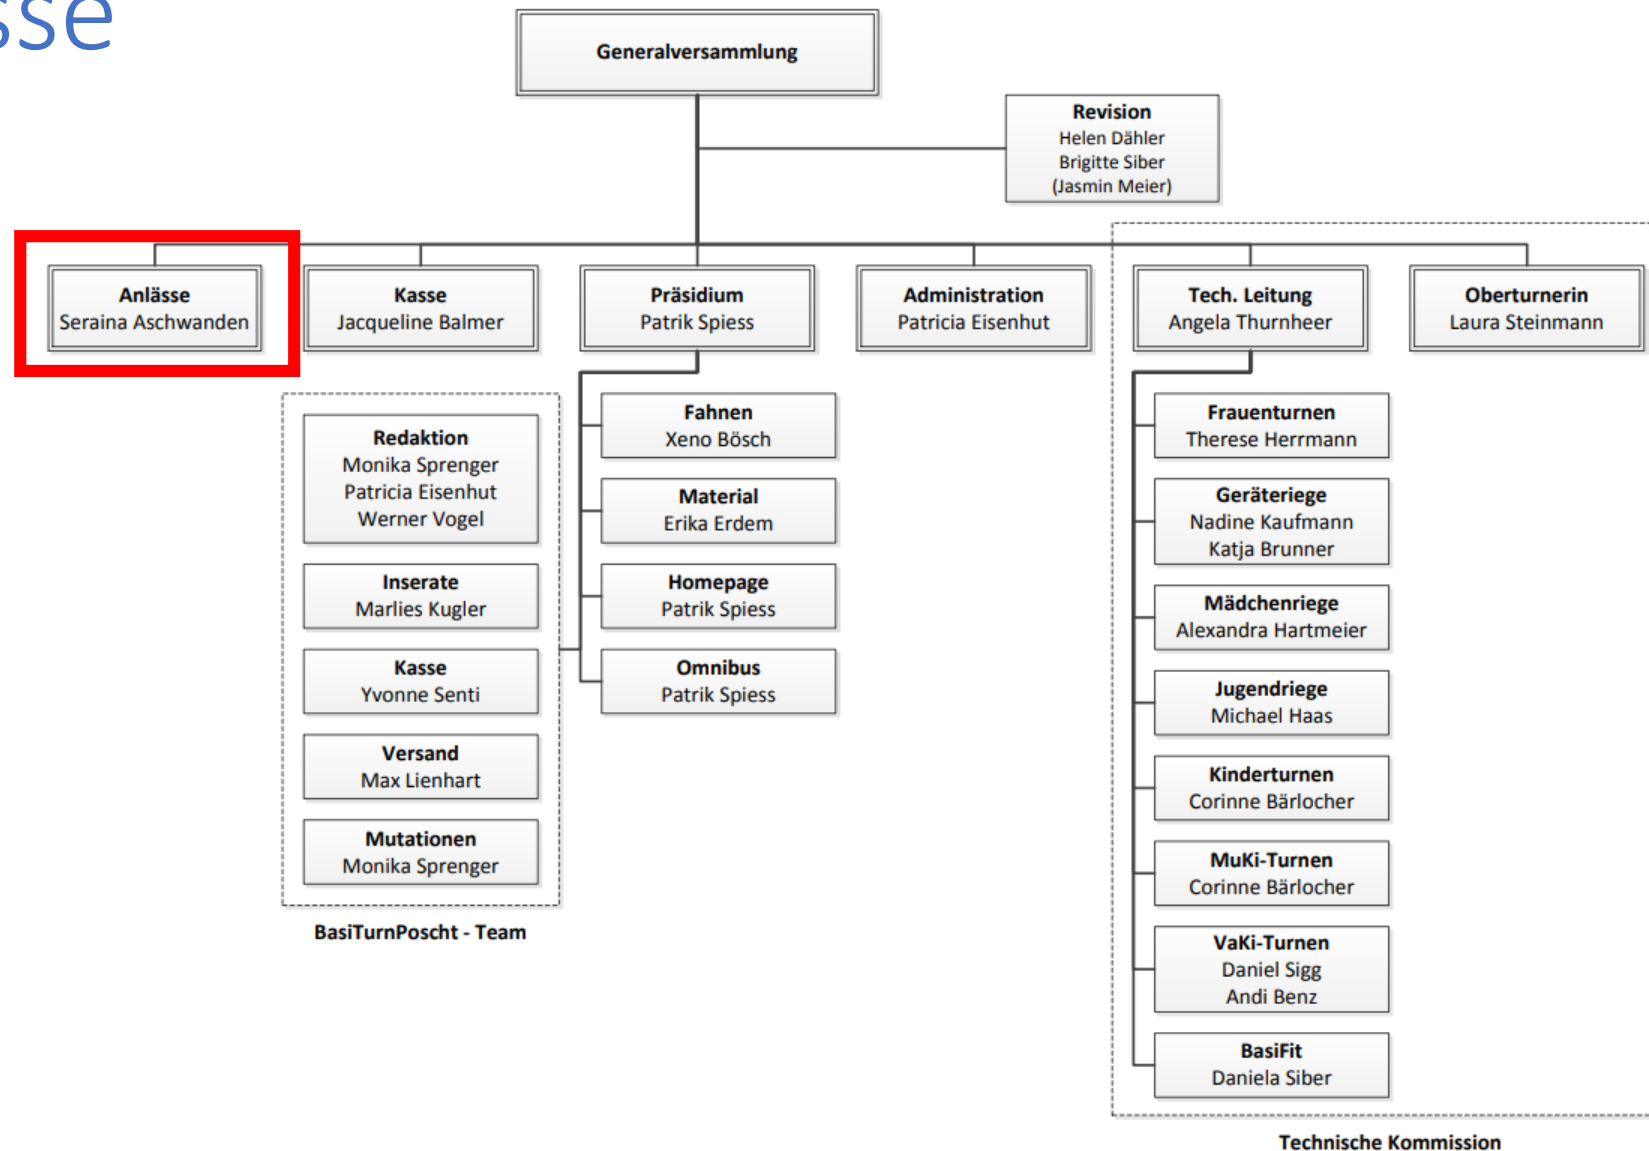 Generalversammlung
Revision
Helen Dähler
Brigitte Siber
(Jasmin Meier)
Anlässe
Seraina Aschwanden
Kasse
Jacqueline Balmer
Präsidium
Patrik Spiess
Administration
Patricia Eisenhut
Tech. Leitung
Angela Thurnheer
Oberturnerin
Laura Steinmann
Redaktion
Monika Sprenger
Patricia Eisenhut
Werner Vogel
Inserate
Marlies Kugler
Kasse
Yvonne Senti
Versand
Max Lienhart
Mutationen
Monika Sprenger
BasiTurnPoscht - Team
Fahnen
Xeno Bösch
Material
Erika Erdem
Homepage
Patrik Spiess
Omnibus
Patrik Spiess
Frauenturnen
Therese Herrmann
Geräteriege
Nadine Kaufmann
Katja Brunner
Mädchenriege
Alexandra Hartmeier
Jugendriege
Michael Haas
Kinderturnen
Corinne Bärlocher
MuKi-Turnen
Corinne Bärlocher
VaKi-Turnen
Daniel Sigg
Andi Benz
BasiFit
Daniela Siber
Technische Kommission